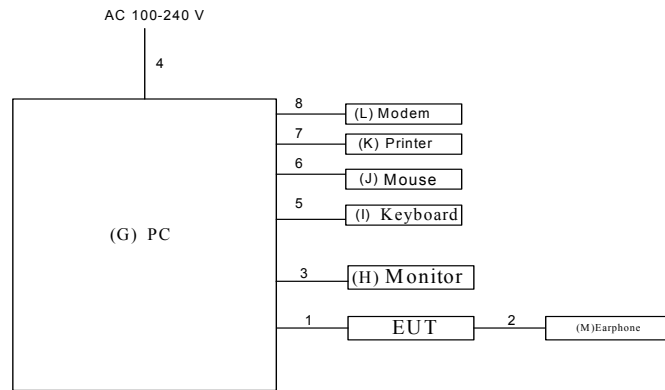 AC 100-240 V
4
8
(L) Modem
7
(K) Printer
6
(J) Mouse
5
(I) Keyboard
(G) PC
3
(H) Monitor
1
EUT
2
(M)Earphone